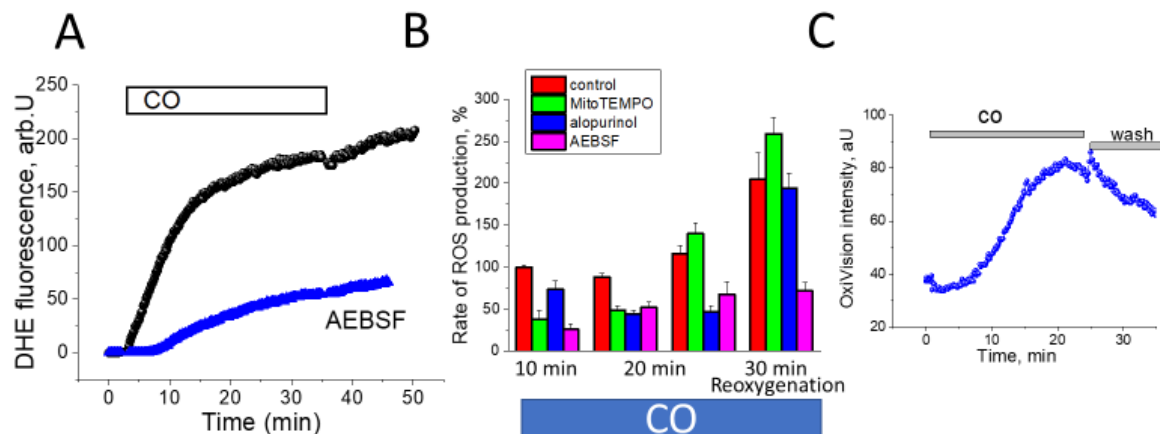 A
250
200
150
100
50
0
DHE fluorescence, arb.U
CO
AEBSF
0 10 20 30 40 50
Time (min)
B
control
MitoTEMPO
alopurinol
AEBSF
300
250
200
150
100
50
0
Rate of ROS production, %
10 min 20 min 30 min
Reoxygenation
CO
C
CO
wash
100
80
60
40
20
OxiVision intensity, aU
0 10 20 30
Time, min